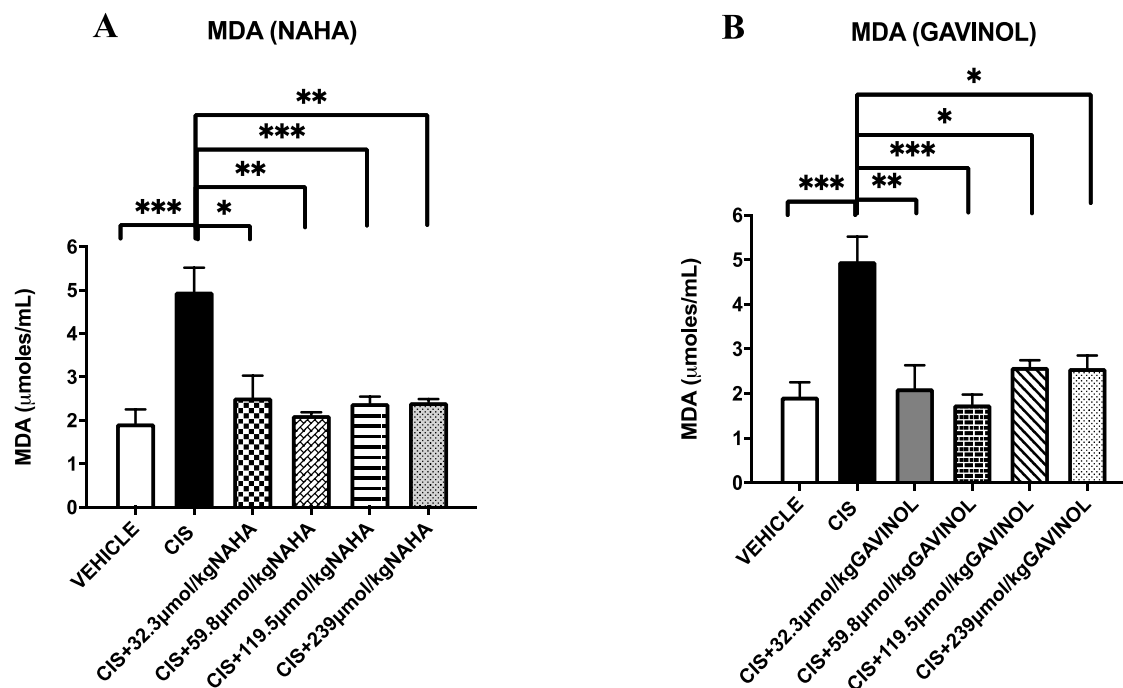 A
MDA (NAHA)
**
***
**
***
*
6
5
4
3
2
1
0
MDA (μmoles/mL)
VEHICLE
CIS
CIS+32.3μmol/kgNAHA
CIS+59.8μmol/kgNAHA
CIS+119.5μmol/kgNAHA
CIS+239μmol/kgNAHA
B
MDA (GAVINOL)
*
*
***
***
**
6
5
4
3
2
1
0
MDA (μmoles/mL)
VEHICLE
CIS
CIS+32.3μmol/kgGAVINOL
CIS+59.8μmol/kgGAVINOL
CIS+119.5μmol/kgGAVINOL
CIS+239μmol/kgGAVINOL